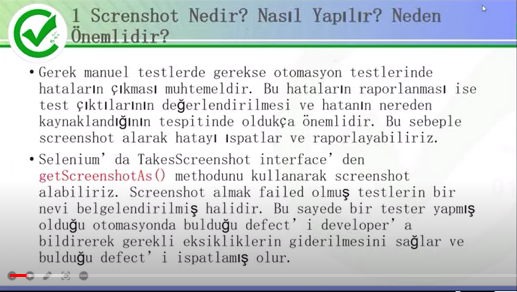 1 Screnshot Nedir? Nasıl Yapılır? Neden
Önemlidir?
• Gerek manuel testlerde gerekse otomasyon testlerinde
hataların çıkması muhtemeldir. Bu hataların raporlanması ise
test çıktılarının değerlendirilmesi ve hatanın nereden
kaynaklandığının tespitinde oldukça önemlidir. Bu sebeple
screenshot alarak hatayı ıspatlar ve raporlayabiliriz.
• Selenium’da TakesScreenshot interface’den
getScreenshotAs() methodunu kullanarak screenshot
alabiliriz. Screenshot almak failed olmuş testlerin bir
nevi belgelendirilmiş halidir. Bu sayede bir tester yapmış
olduğu otomasyonda bulduğu defect’i developer’a
bildirerek gerekli eksikliklerin giderilmesini sağlar ve
bulduğu defect’i ispatlamış olur.